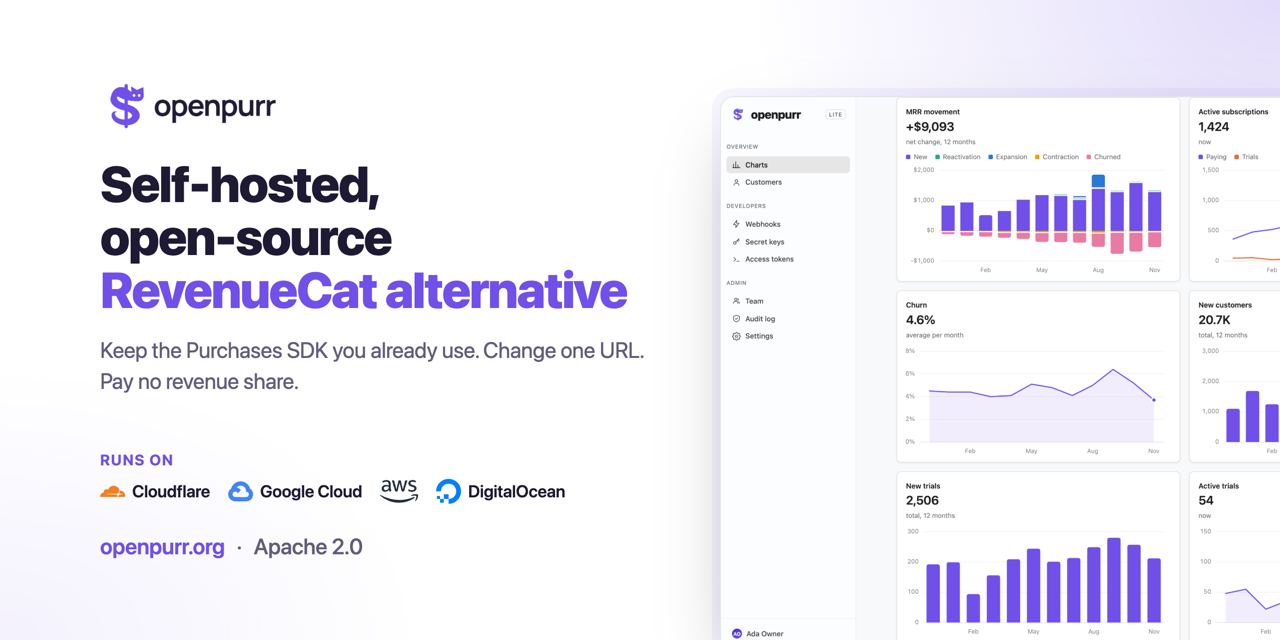 openpurr
Self-hosted,
open-source
RevenueCat alternative
Keep the Purchases SDK you already use. Change one URL.
Pay no revenue share.
RUNS ON
Cloudflare
Google Cloud
aws
DigitalOcean
openpurr.org · Apache 2.0
openpurr
LITE
OVERVIEW
Charts
Customers
DEVELOPERS
Webhooks
Secret keys
Access tokens
ADMIN
Team
Audit log
Settings
AO
Ada Owner
MRR movement
+$9,093
net change, 12 months
New
Reactivation
Expansion
Contraction
Churned
$2,000
$1,000
$0
-$1,000
Feb
May
Aug
Nov
Active subscriptions
1,424
now
Paying
Trials
1,500
1,000
500
0
Feb
Churn
4.6%
average per month
8%
6%
4%
2%
0%
Feb
May
Aug
Nov
New customers
20.7K
total, 12 months
3,000
2,000
1,000
0
Feb
New trials
2,506
total, 12 months
300
200
100
0
Feb
May
Aug
Nov
Active trials
54
now
150
100
50
0
Feb